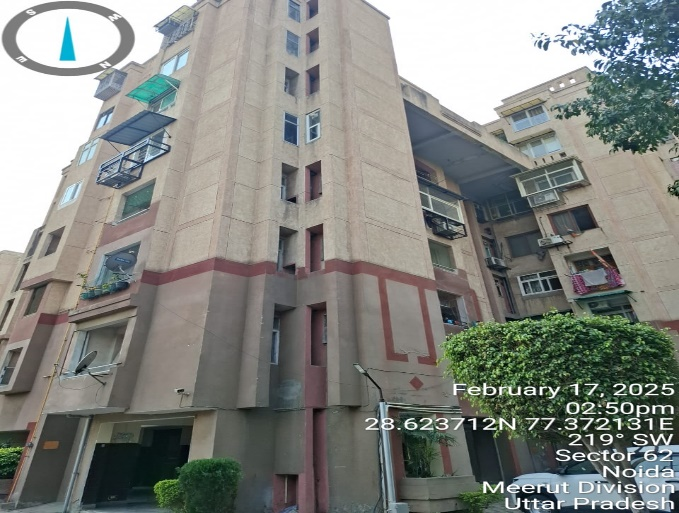 S
W
E
N
February 17, 2025
02:50pm
28.623712N 77.372131E
219° SW
Sector 62
Noida
Meerut Division
Uttar Pradesh